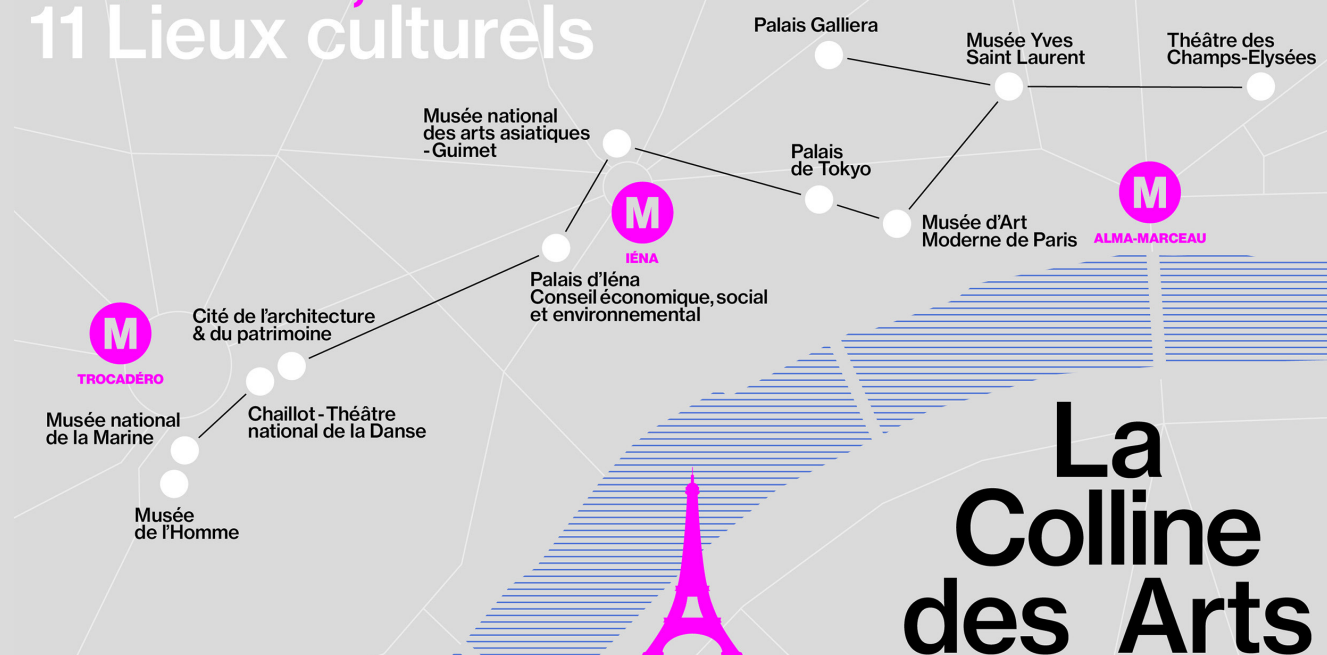 11 Lieux culturels
Palais Galliera
Musée Yves
Saint Laurent
Théâtre des
Champs-Elysées
Musée national
des arts asiatiques
- Guimet
Palais
de Tokyo
M
IÉNA
Musée d'Art
Moderne de Paris
M
ALMA-MARCEAU
Palais d'Iéna
Conseil économique, social
et environnemental
M
TROCADÉRO
Cité de l'architecture
& du patrimoine
Chaillot - Théâtre
national de la Danse
Musée national
de la Marine
Musée
de l'Homme
La
Colline
des Arts